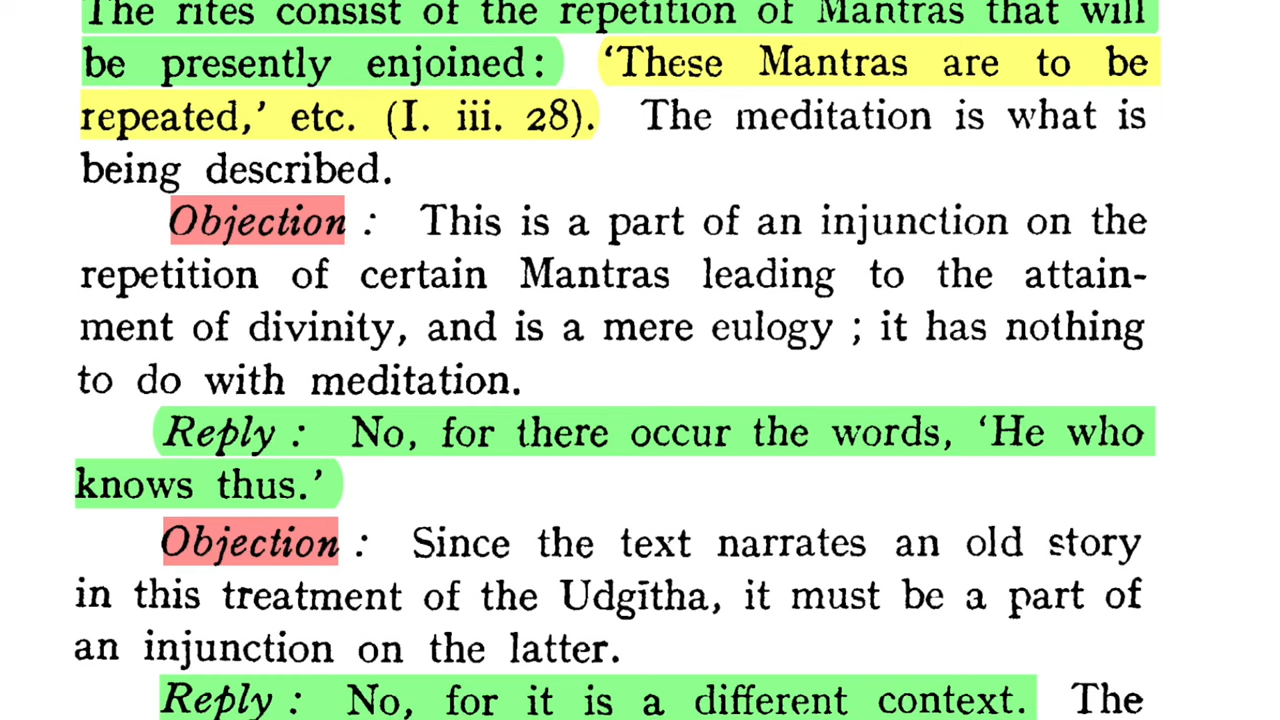 The rites consist of the repetition of Mantras that will
be presently enjoined: ‘These Mantras are to be
repeated,’ etc. (I. iii. 28). The meditation is what is
being described.
Objection : This is a part of an injunction on the
repetition of certain Mantras leading to the attain-
ment of divinity, and is a mere eulogy ; it has nothing
to do with meditation.
Reply : No, for there occur the words, ‘He who
knows thus.’
Objection : Since the text narrates an old story
in this treatment of the Udgītha, it must be a part of
an injunction on the latter.
Reply : No, for it is a different context. The